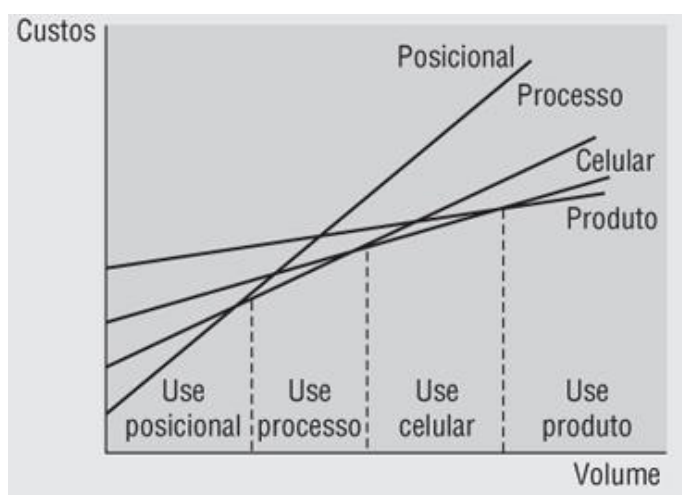 Custos
Posicional
Processo
Celular
Produto
Use posicional
Use processo
Use celular
Use produto
Volume